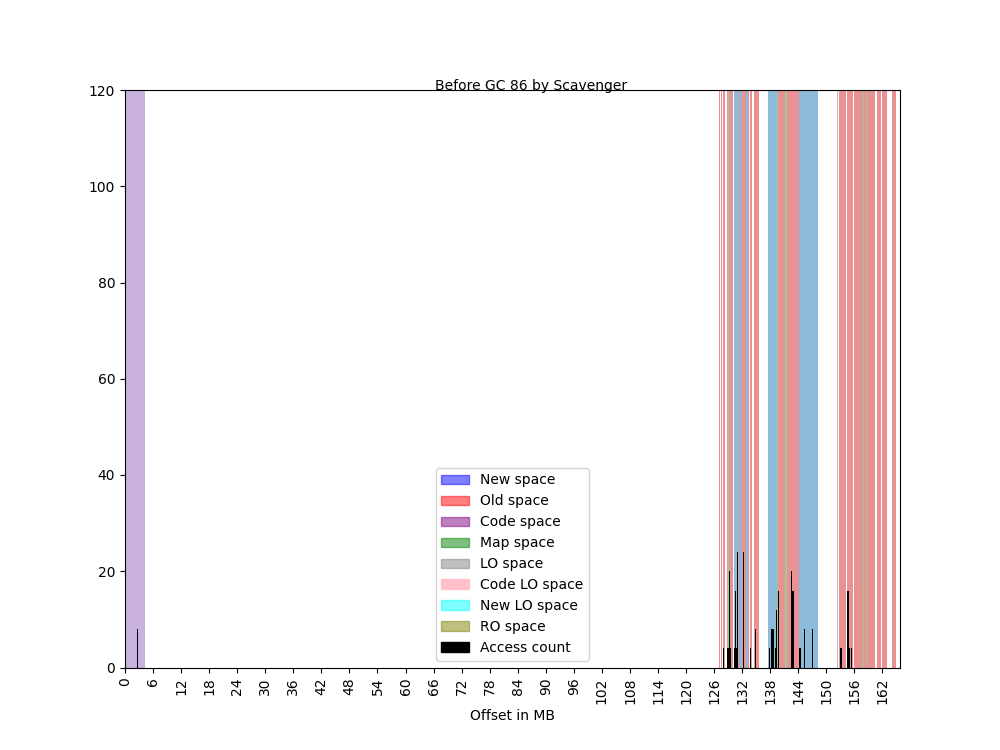 Before GC 86 by Scavenger
120
100
80
60
40
20
0
New space
Old space
Code space
Map space
LO space
Code LO space
New LO space
RO space
Access count
0 6 12 18 24 30 36 42 48 54 60 66 72 78 84 90 96 102 108 114 120 126 132 138 144 150 156 162
Offset in MB